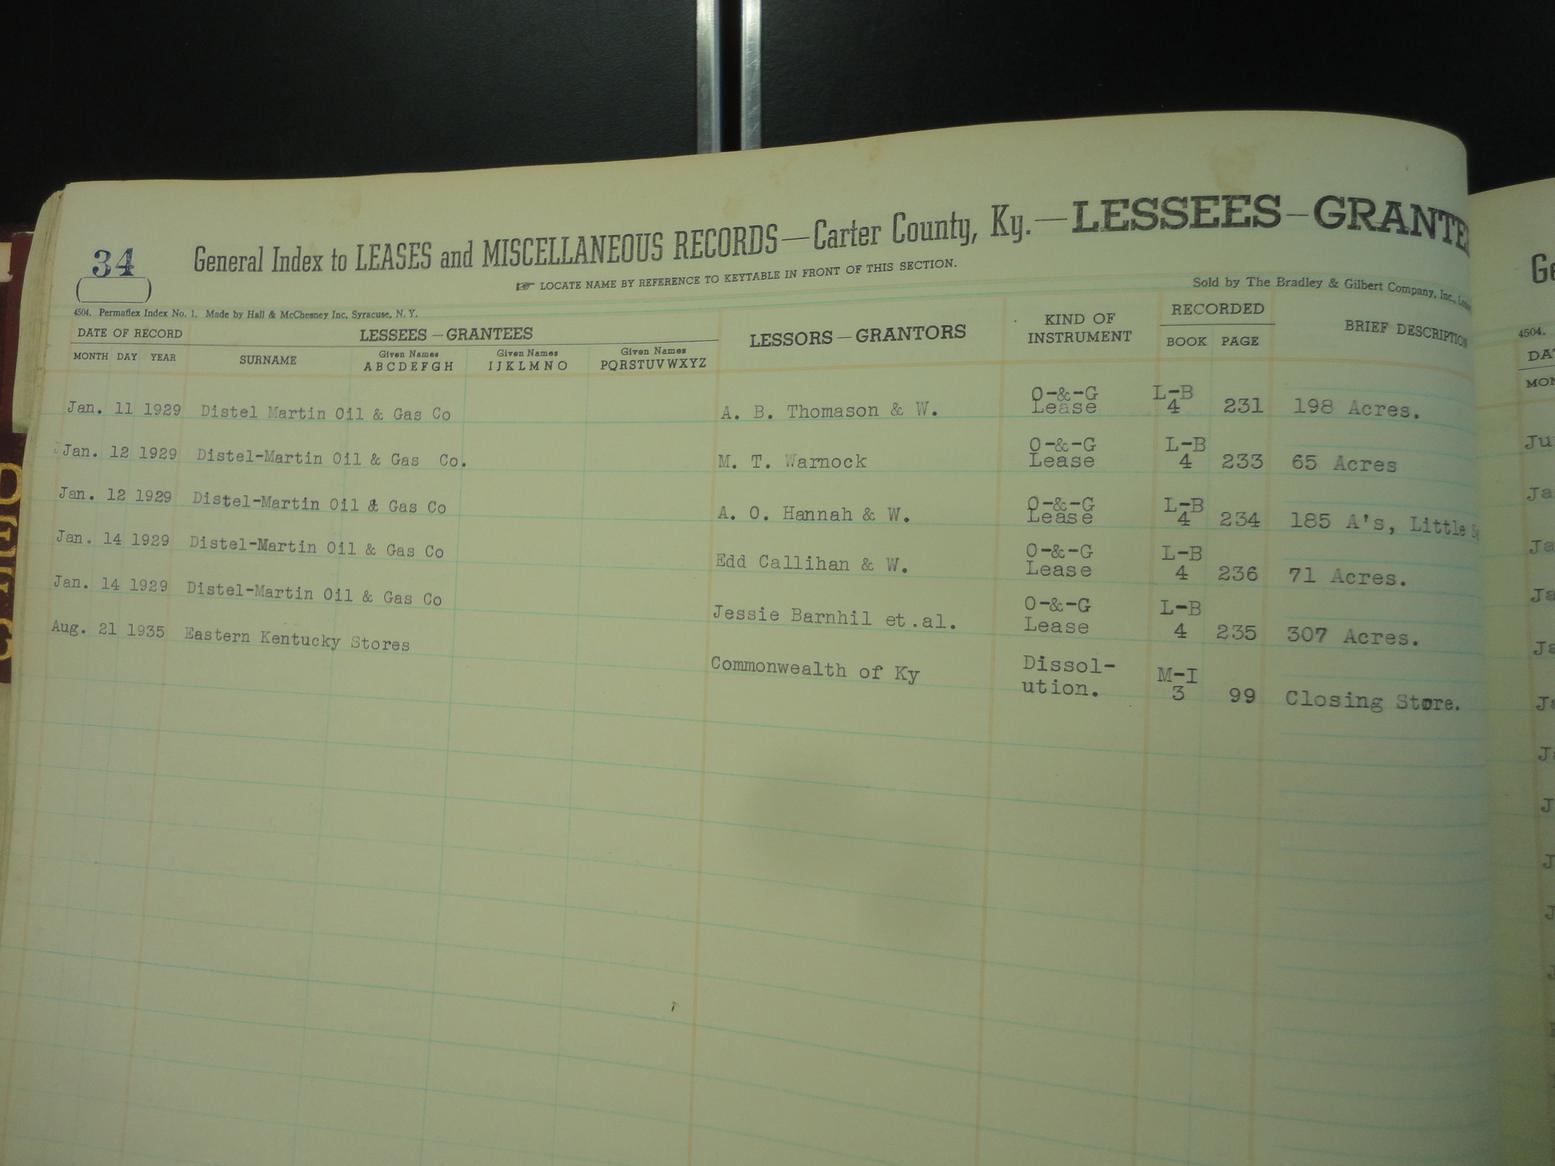 34
General Index to LEASES and MISCELLANEOUS RECORDS—Carter County, Ky.—LESSEES—GRANTE
☞ LOCATE NAME BY REFERENCE TO KEYTABLE IN FRONT OF THIS SECTION.
4504. Permaflex Index No. 1. Made by Hall & McChesney Inc, Syracuse, N. Y.
Sold by The Bradley & Gilbert Company, Inc.,
DATE OF RECORD LESSEES—GRANTEES LESSORS—GRANTORS KIND OF INSTRUMENT RECORDED BRIEF DESCRIPTION
MONTH DAY YEAR SURNAME Given Names ABCDEFGH Given Names IJKLMNO Given Names PQRSTUVWXYZ BOOK PAGE
Jan. 11 1929 Distel Martin Oil & Gas Co A. B. Thomason & W. O-&-G Lease L-B 4 231 198 Acres.
Jan. 12 1929 Distel-Martin Oil & Gas Co. M. T. Warnock O-&-G Lease L-B 4 233 65 Acres
Jan. 12 1929 Distel-Martin Oil & Gas Co A. O. Hannah & W. O-&-G Lease L-B 4 234 185 A's, Little
Jan. 14 1929 Distel-Martin Oil & Gas Co Edd Callihan & W. O-&-G Lease L-B 4 236 71 Acres.
Jan. 14 1929 Distel-Martin Oil & Gas Co Jessie Barnhil et.al. O-&-G Lease L-B 4 235 307 Acres.
Aug. 21 1935 Eastern Kentucky Stores Commonwealth of Ky Dissol-ution. M-I 3 99 Closing Store.